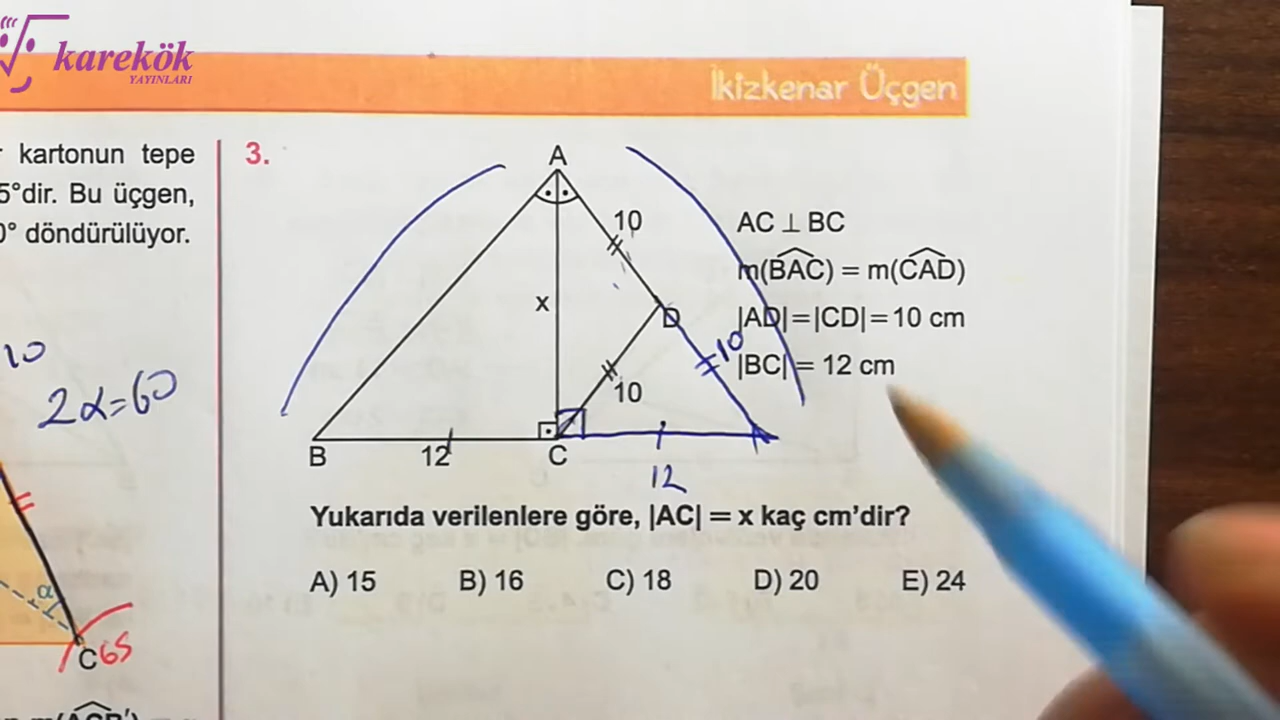 karekök
YAYINLARI
İkizkenar Üçgen
kartonun tepe
5°dir. Bu üçgen,
0° döndürülüyor.
10
2α=60
α
C 65
3.
A
10
x
D
10
10
B
12
C
12
AC ⊥ BC
m(BAC) = m(CAD)
|AD|=|CD|=10 cm
|BC| = 12 cm
Yukarıda verilenlere göre, |AC| = x kaç cm'dir?
A) 15 B) 16 C) 18 D) 20 E) 24